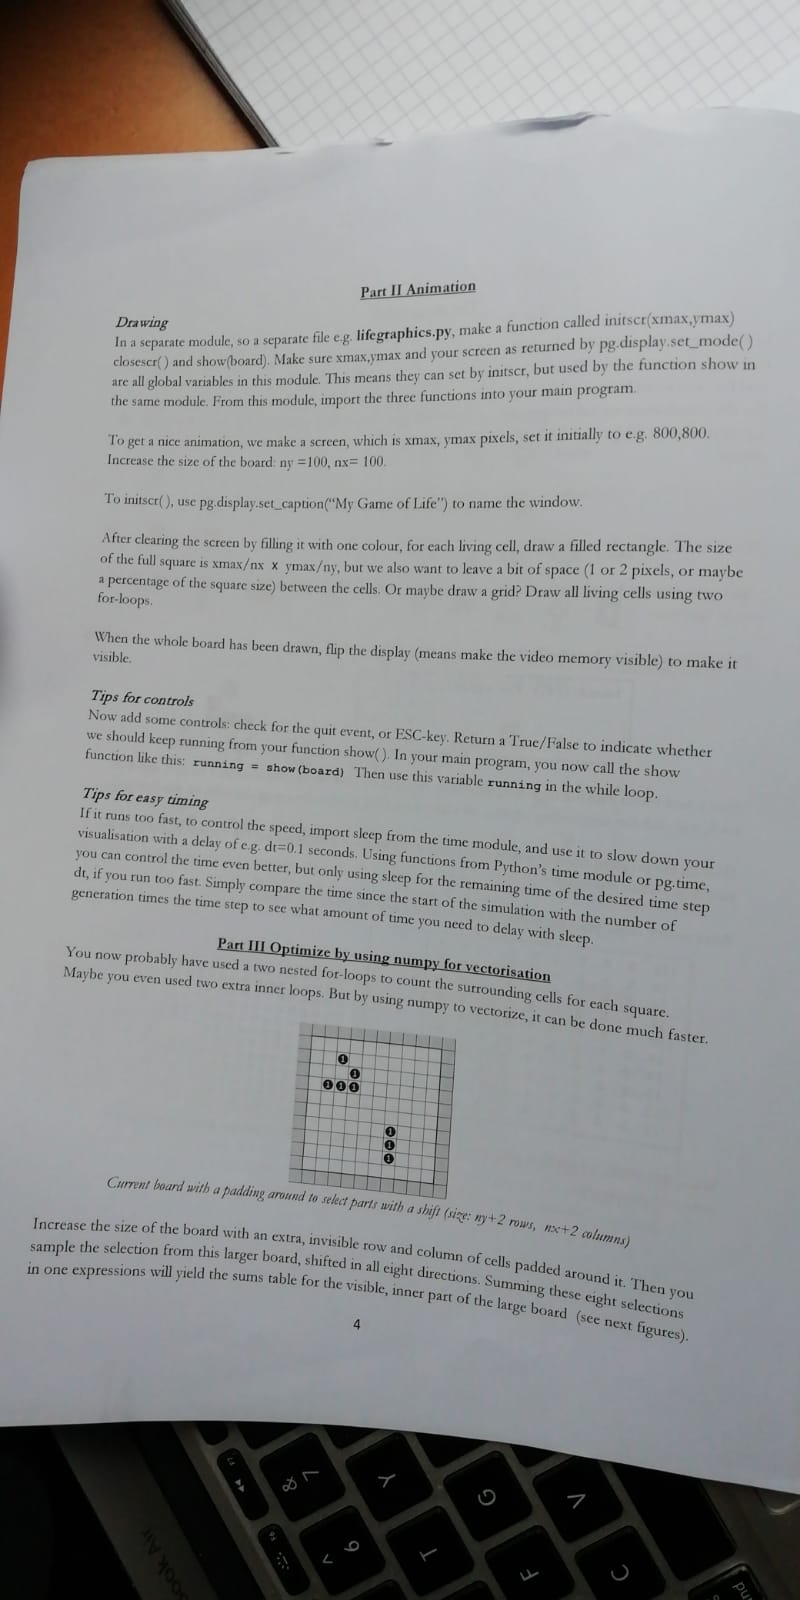 Part II Animation
Drawing
In a separate module, so a separate file e.g. lifegraphics.py, make a function called initscr(xmax,ymax)
closescr( ) and show(board). Make sure xmax,ymax and your screen as returned by pg.display.set_mode( )
are all global variables in this module. This means they can set by initscr, but used by the function show in
the same module. From this module, import the three functions into your main program.
To get a nice animation, we make a screen, which is xmax, ymax pixels, set it initially to e.g. 800,800.
Increase the size of the board: ny =100, nx= 100.
To initscr( ), use pg.display.set_caption(“My Game of Life”) to name the window.
After clearing the screen by filling it with one colour, for each living cell, draw a filled rectangle. The size
of the full square is xmax/nx x ymax/ny, but we also want to leave a bit of space (1 or 2 pixels, or maybe
a percentage of the square size) between the cells. Or maybe draw a grid? Draw all living cells using two
for-loops.
When the whole board has been drawn, flip the display (means make the video memory visible) to make it
visible.
Tips for controls
Now add some controls: check for the quit event, or ESC-key. Return a True/False to indicate whether
we should keep running from your function show( ). In your main program, you now call the show
function like this: running = show(board) Then use this variable running in the while loop.
Tips for easy timing
If it runs too fast, to control the speed, import sleep from the time module, and use it to slow down your
visualisation with a delay of e.g. dt=0.1 seconds. Using functions from Python’s time module or pg.time,
you can control the time even better, but only using sleep for the remaining time of the desired time step
dt, if you run too fast. Simply compare the time since the start of the simulation with the number of
generation times the time step to see what amount of time you need to delay with sleep.
Part III Optimize by using numpy for vectorisation
You now probably have used a two nested for-loops to count the surrounding cells for each square.
Maybe you even used two extra inner loops. But by using numpy to vectorize, it can be done much faster.
1
1
1 1 1
1
1
1
Current board with a padding around to select parts with a shift (size: ny+2 rows, nx+2 columns)
Increase the size of the board with an extra, invisible row and column of cells padded around it. Then you
sample the selection from this larger board, shifted in all eight directions. Summing these eight selections
in one expressions will yield the sums table for the visible, inner part of the large board (see next figures).
4
& 7
Y
G
V
^ 6
T
F
C
F7
F6